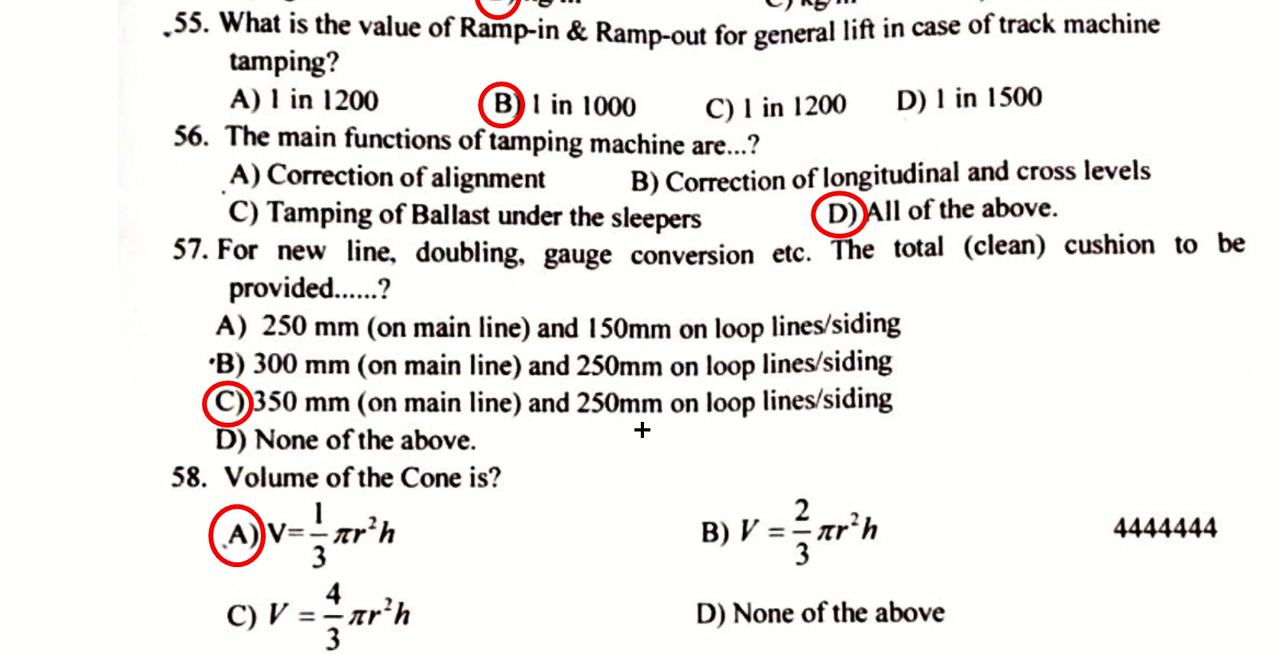 55. What is the value of Ramp-in & Ramp-out for general lift in case of track machine
tamping?
A) 1 in 1200 B) 1 in 1000 C) 1 in 1200 D) 1 in 1500
56. The main functions of tamping machine are...?
A) Correction of alignment B) Correction of longitudinal and cross levels
C) Tamping of Ballast under the sleepers D) All of the above.
57. For new line, doubling, gauge conversion etc. The total (clean) cushion to be
provided......?
A) 250 mm (on main line) and 150mm on loop lines/siding
B) 300 mm (on main line) and 250mm on loop lines/siding
C) 350 mm (on main line) and 250mm on loop lines/siding
D) None of the above.
58. Volume of the Cone is?
A) V=1/3 πr²h B) V = 2/3 πr²h 4444444
C) V = 4/3 πr²h D) None of the above